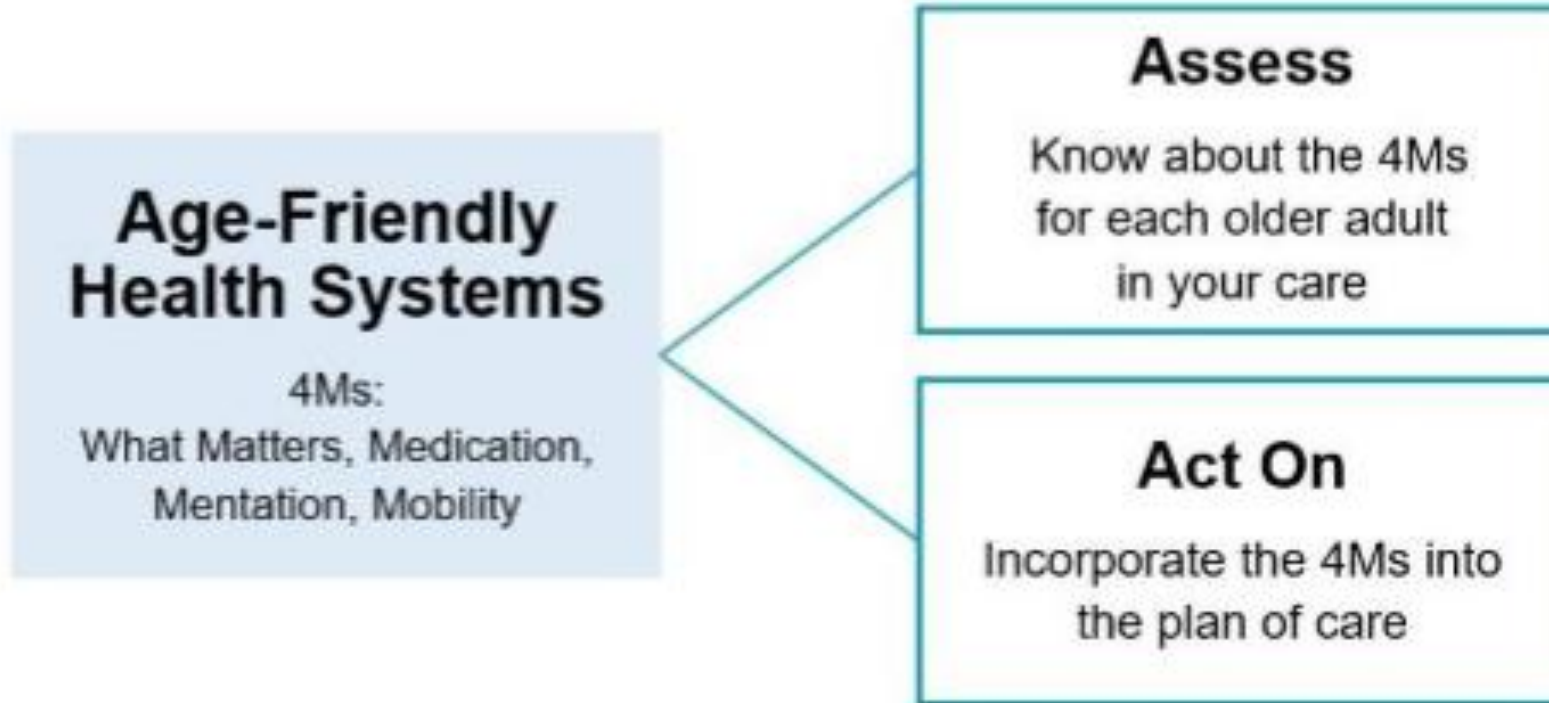 Age-Friendly
Health Systems
4Ms:
What Matters, Medication,
Mentation, Mobility
Assess
Know about the 4Ms
for each older adult
in your care
Act On
Incorporate the 4Ms into
the plan of care